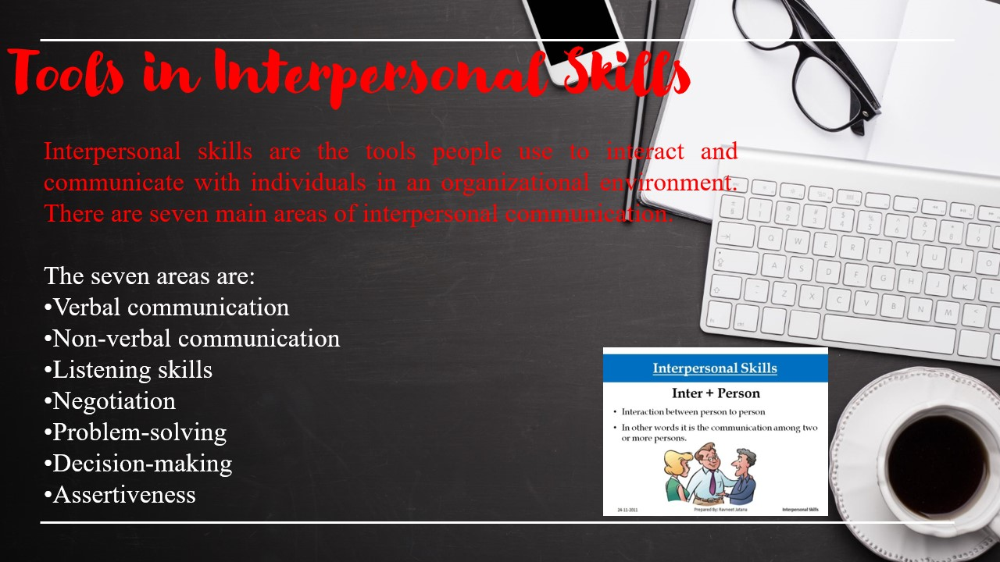 Tools in Interpersonal Skills
Interpersonal skills are the tools people use to interact and
communicate with individuals in an organizational environment.
There are seven main areas of interpersonal communication.
The seven areas are:
•Verbal communication
•Non-verbal communication
•Listening skills
•Negotiation
•Problem-solving
•Decision-making
•Assertiveness
Interpersonal Skills
Inter + Person
• Interaction between person to person
• In other words it is the communication among two
or more persons.
24-11-2011 Prepared By: Ravneet Jatana Interpersonal Skills